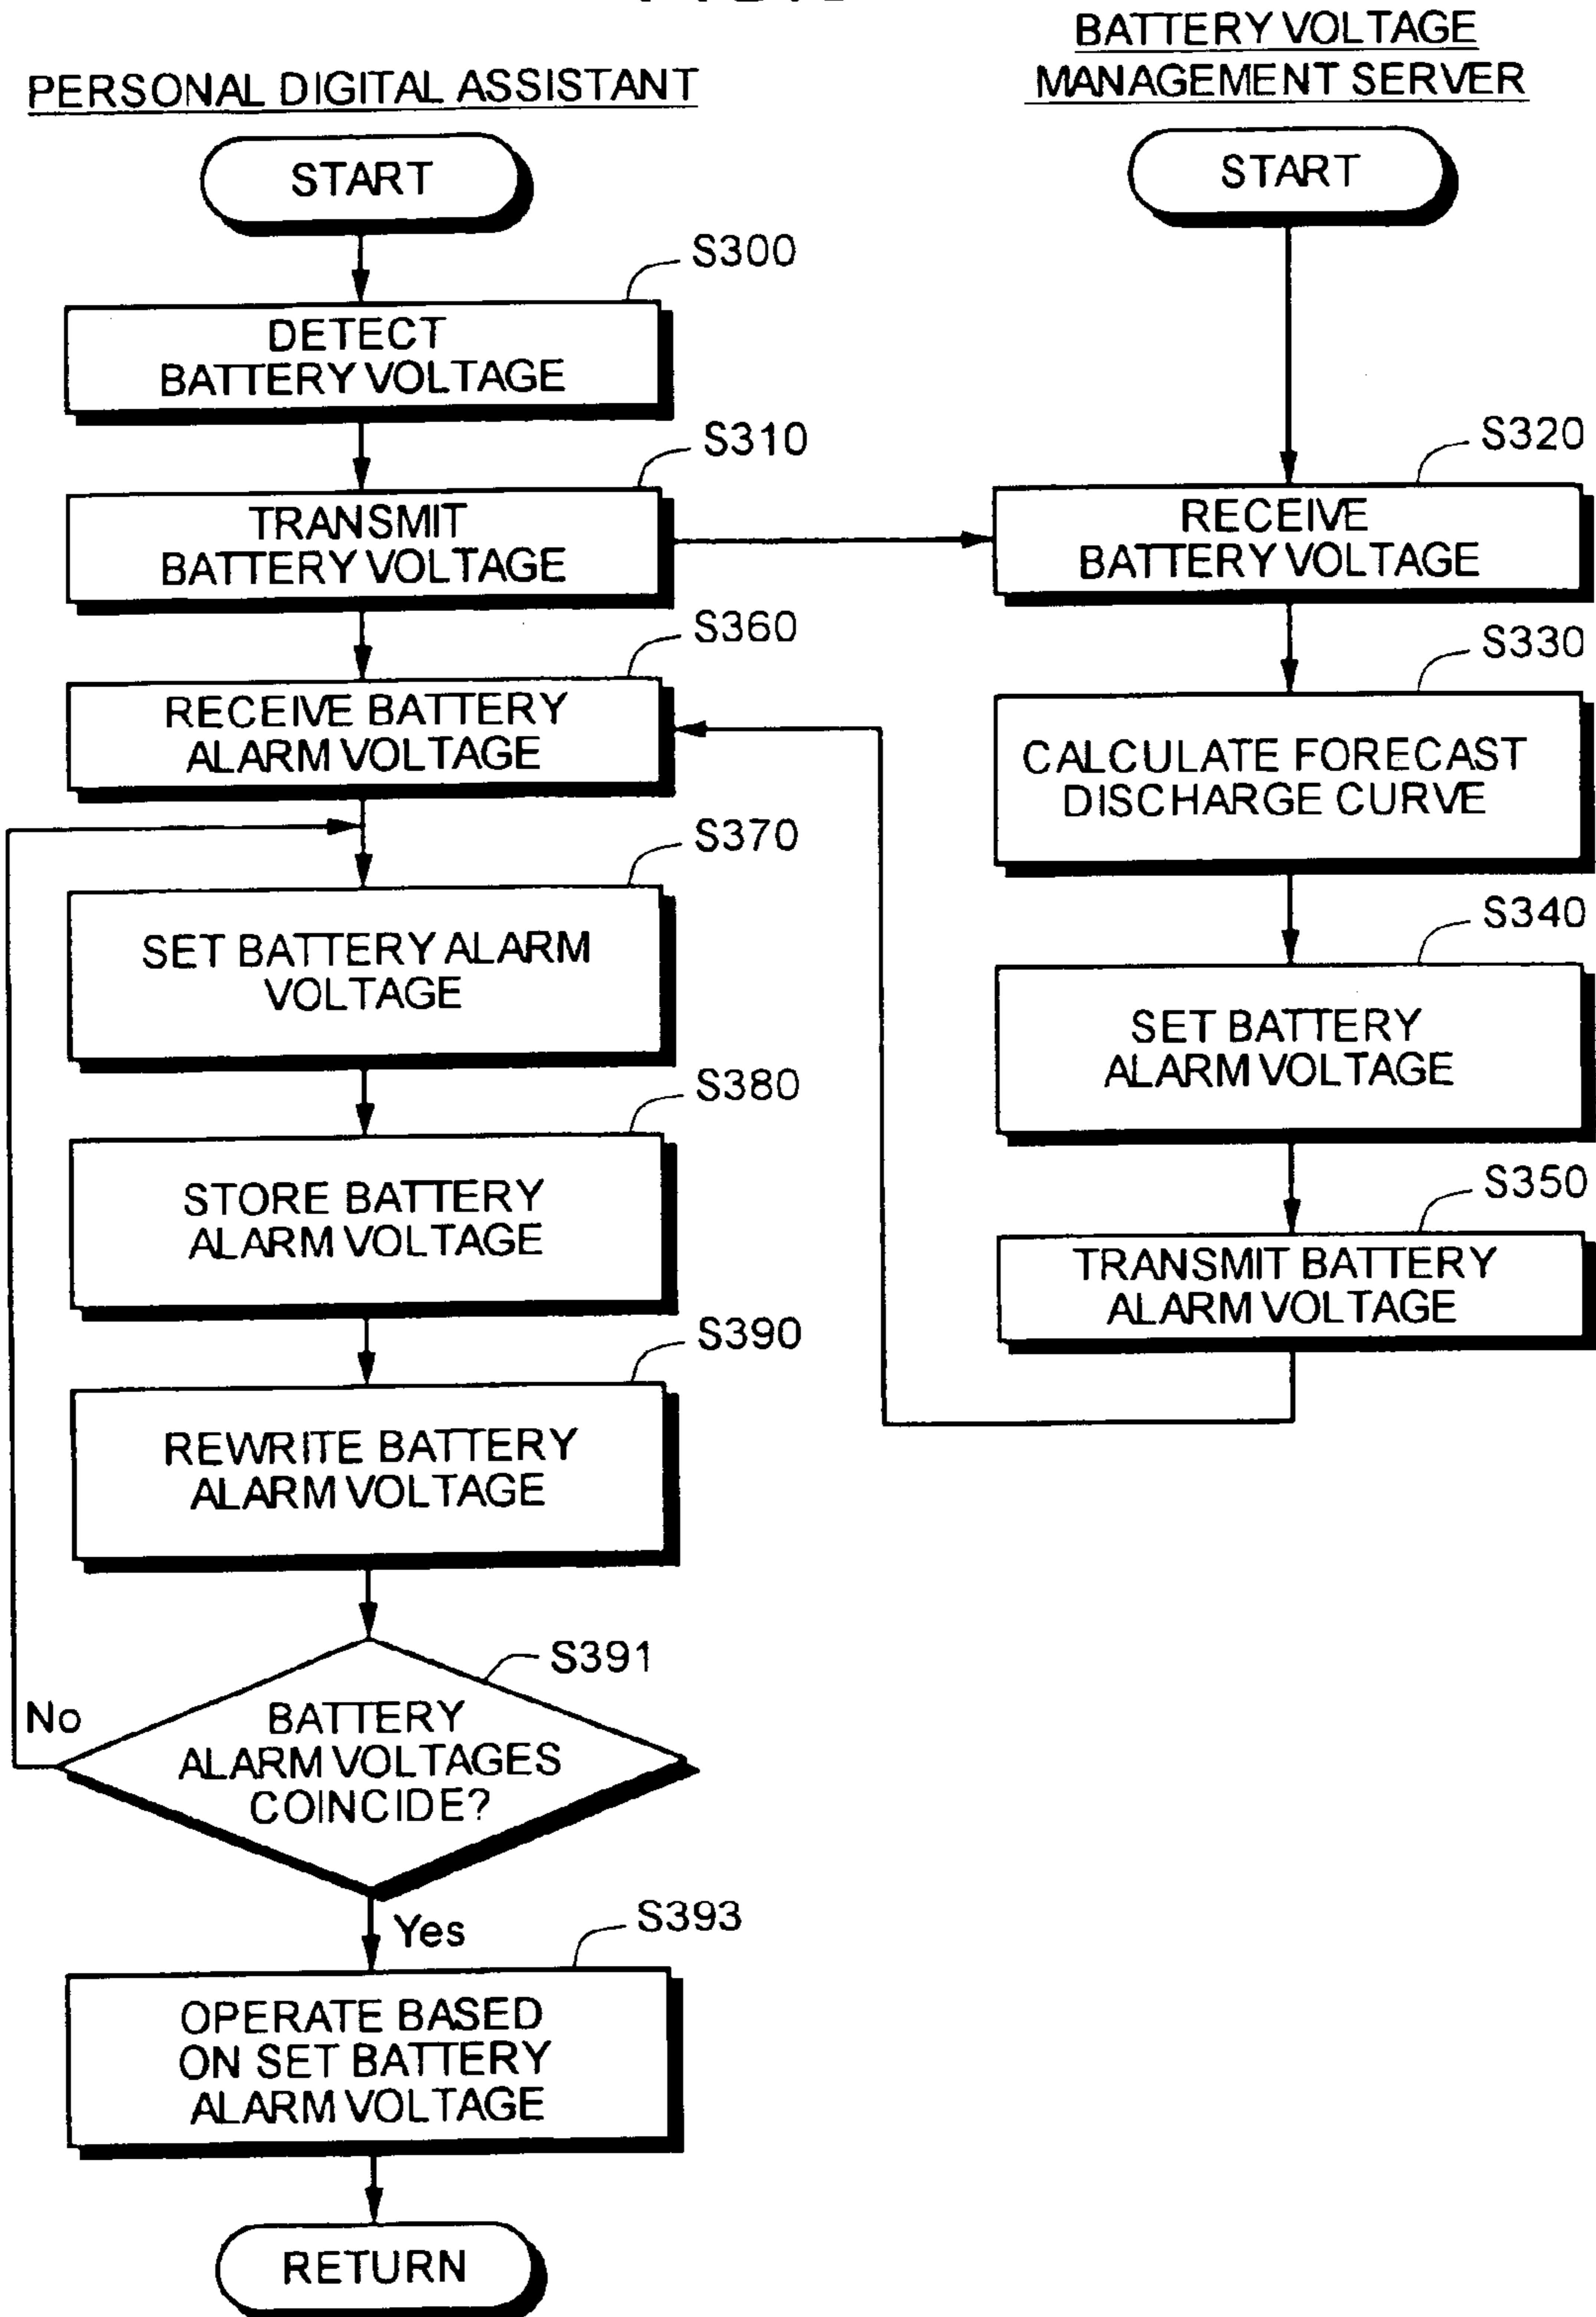 PERSONAL DIGITAL ASSISTANT
START
S300
DETECT
BATTERY VOLTAGE
S310
TRANSMIT
BATTERY VOLTAGE
S360
RECEIVE BATTERY
ALARM VOLTAGE
S370
SET BATTERY ALARM
VOLTAGE
S380
STORE BATTERY
ALARM VOLTAGE
S390
REWRITE BATTERY
ALARM VOLTAGE
S391
BATTERY
ALARM VOLTAGES
COINCIDE?
No
Yes
S393
OPERATE BASED
ON SET BATTERY
ALARM VOLTAGE
RETURN
BATTERY VOLTAGE
MANAGEMENT SERVER
START
S320
RECEIVE
BATTERY VOLTAGE
S330
CALCULATE FORECAST
DISCHARGE CURVE
S340
SET BATTERY
ALARM VOLTAGE
S350
TRANSMIT BATTERY
ALARM VOLTAGE